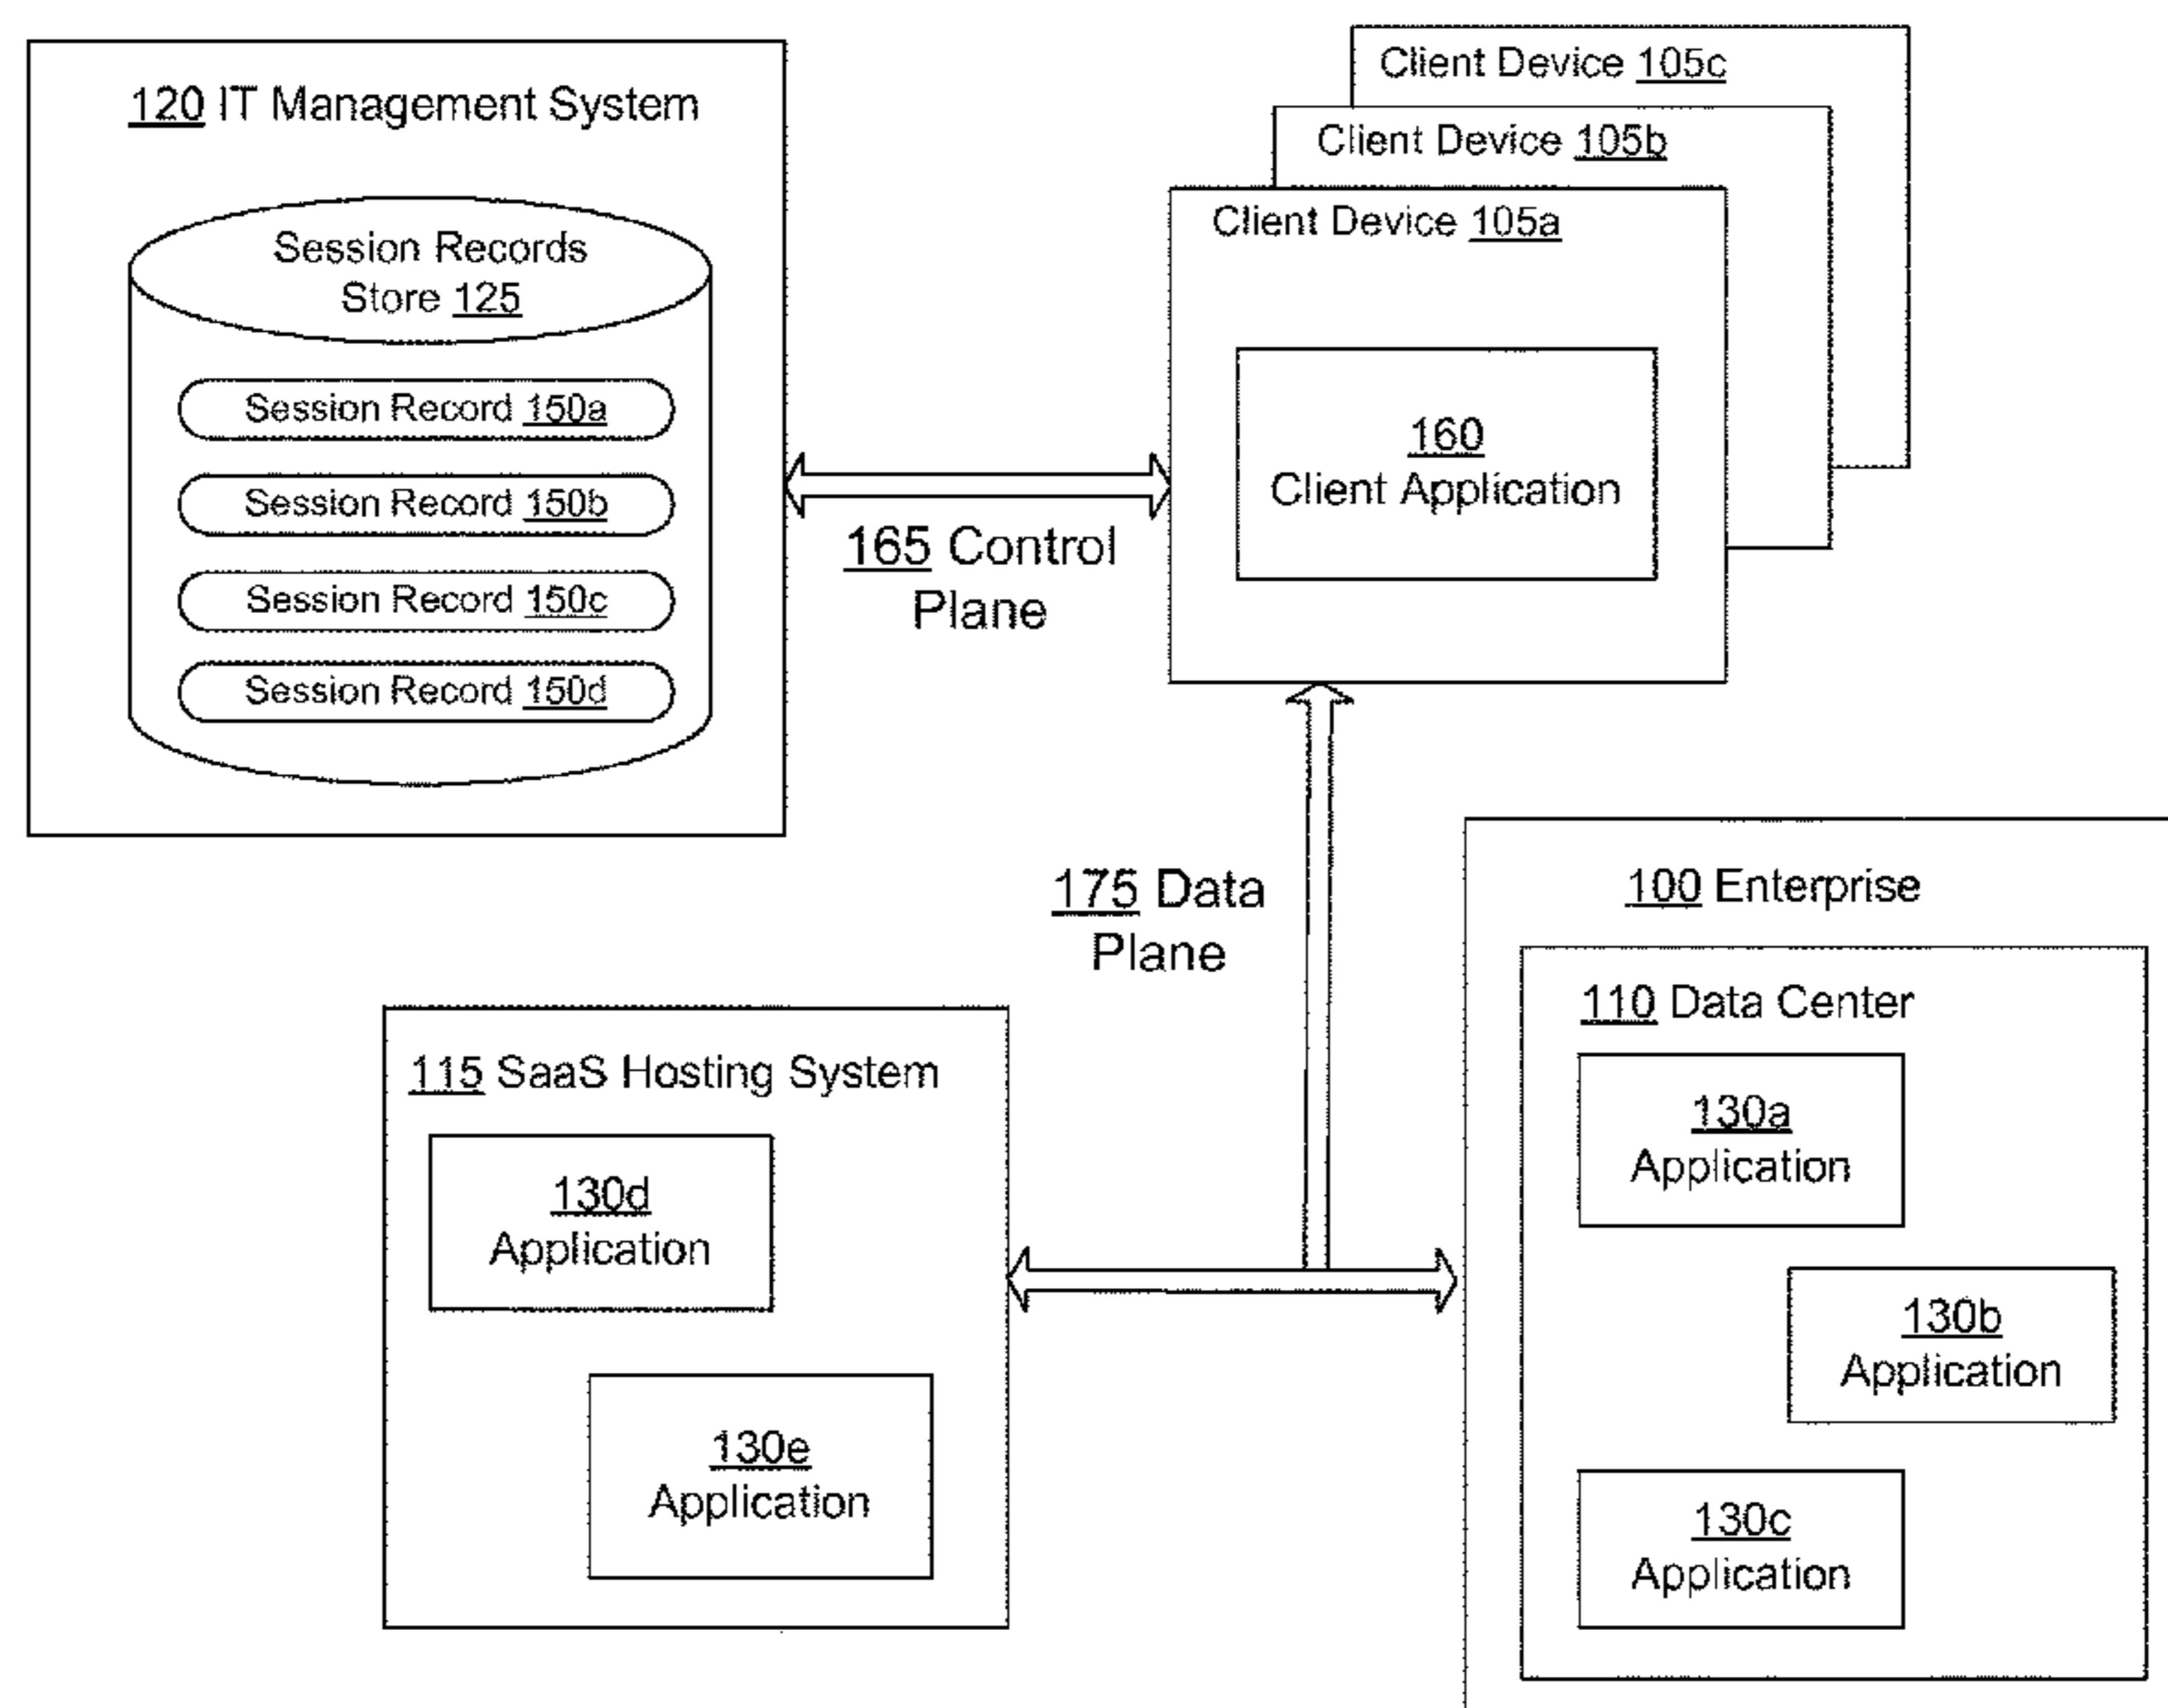 120 IT Management System
Session Records
Store 125
Session Record 150a
Session Record 150b
Session Record 150c
Session Record 150d
165 Control
Plane
Client Device 105c
Client Device 105b
Client Device 105a
160
Client Application
175 Data
Plane
115 SaaS Hosting System
130d
Application
130e
Application
100 Enterprise
110 Data Center
130a
Application
130b
Application
130c
Application